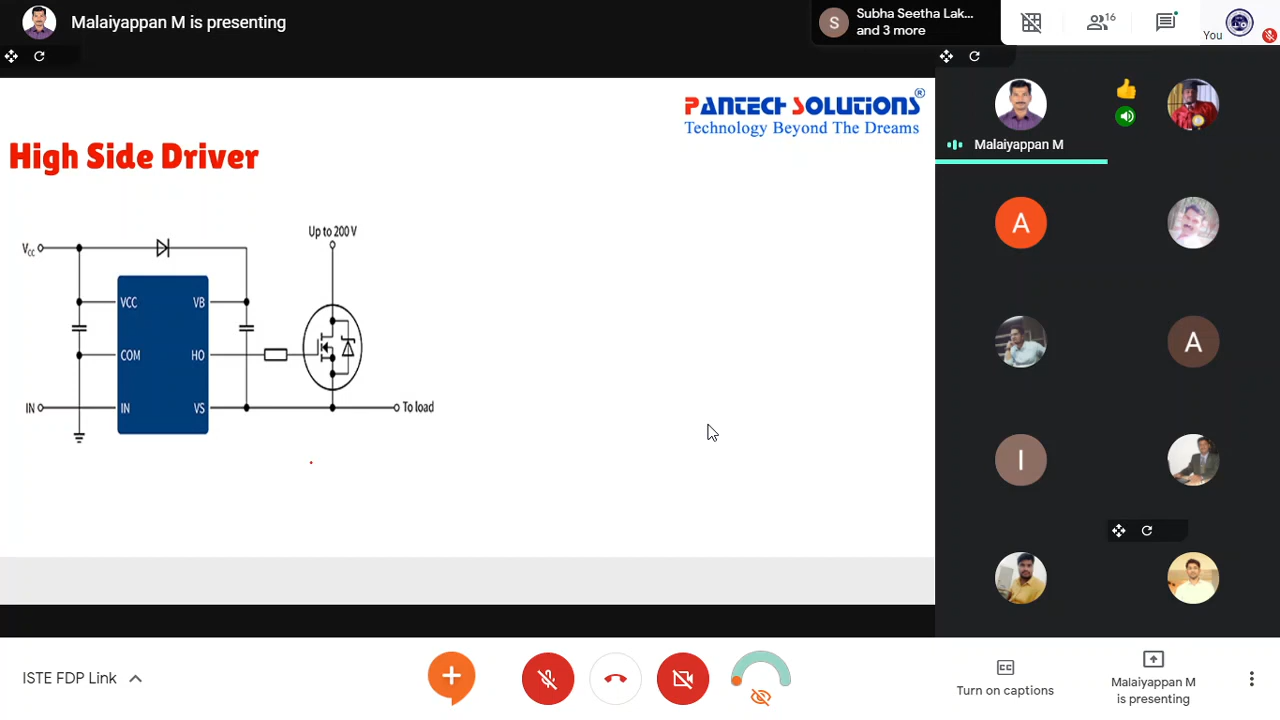 Malaiyappan M is presenting
Subha Seetha Lak...
and 3 more
16
You
PANTECH SOLUTIONS®
Technology Beyond The Dreams
High Side Driver
Malaiyappan M
Up to 200 V
VCC
VCC VB
COM HO
IN IN VS To load
A
A
I
ISTE FDP Link
CC
Turn on captions
Malaiyappan M
is presenting